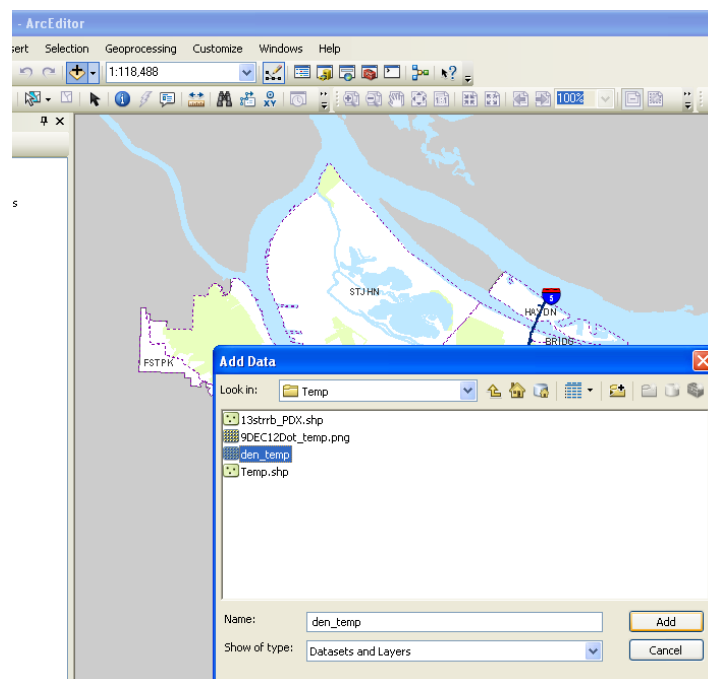 - ArcEditor
sert Selection Geoprocessing Customize Windows Help
1:118,488
100%
s
STJHN
5
HAYDN
BRIDG
FSTPK
Add Data
Look in: Temp
13strrb_PDX.shp
9DEC12Dot_temp.png
den_temp
Temp.shp
Name: den_temp Add
Show of type: Datasets and Layers Cancel